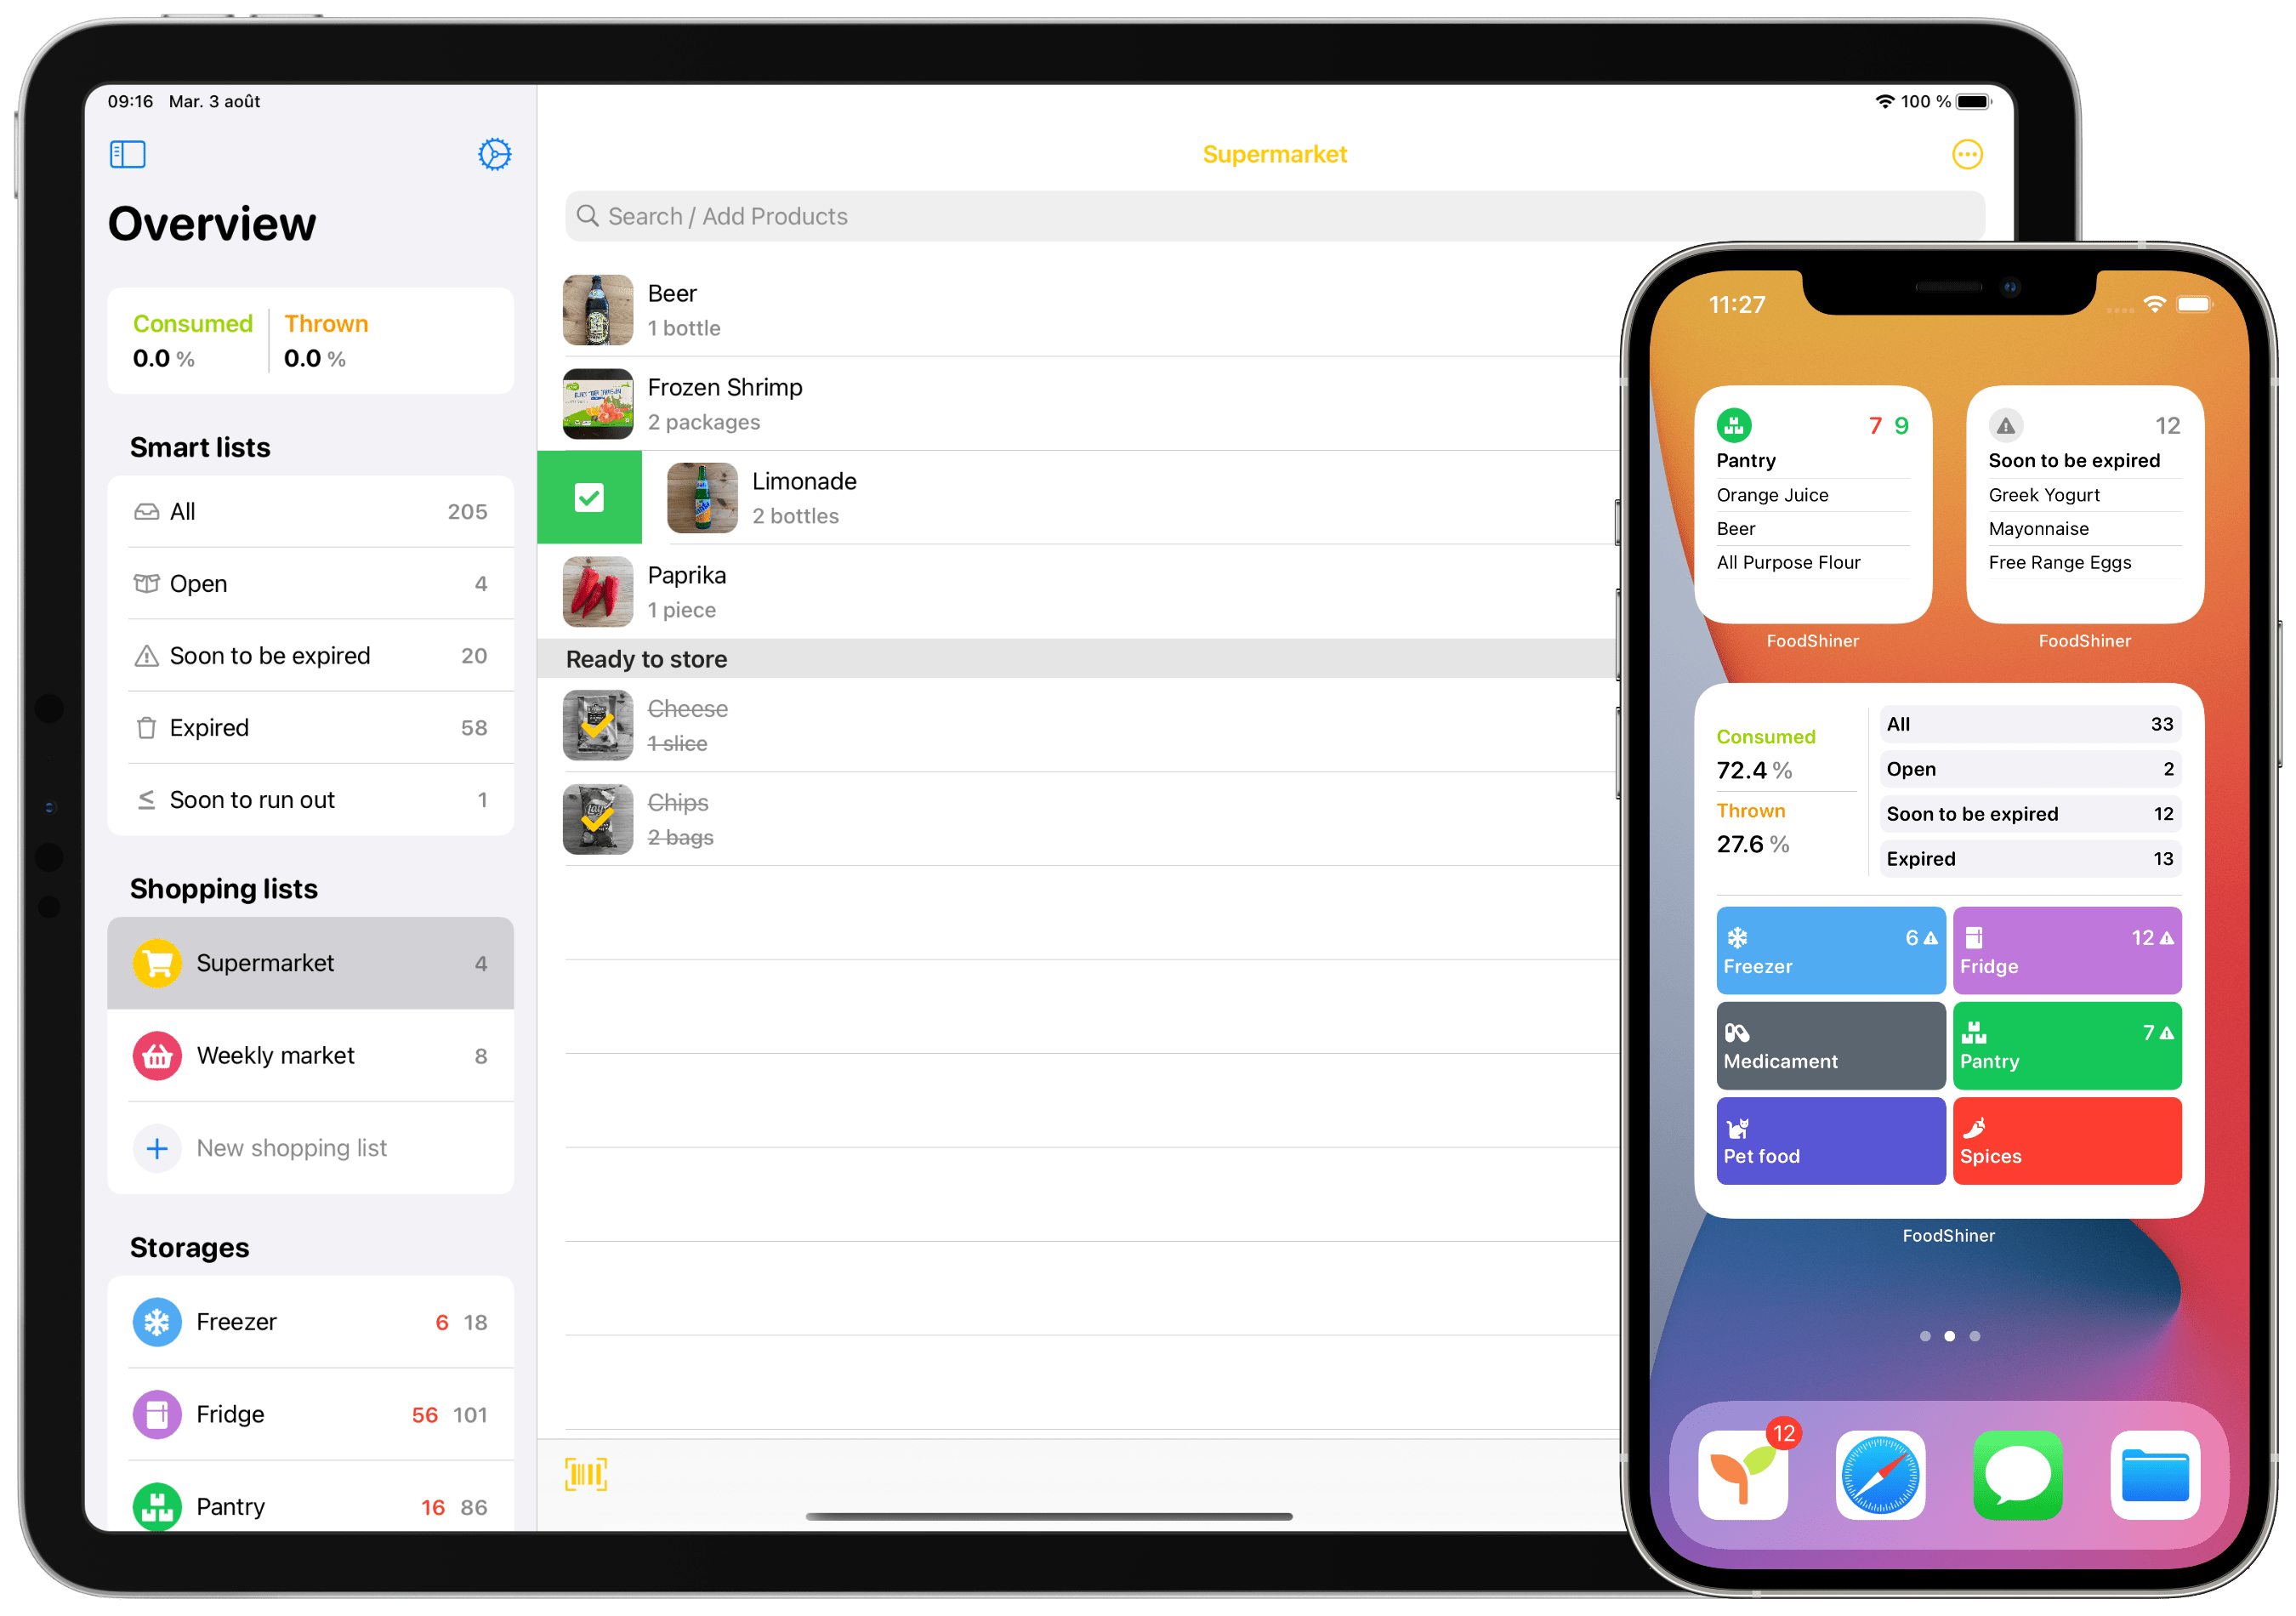 09:16 Mar. 3 août
100 %
Overview
Consumed
0.0 %
Thrown
0.0 %
Smart lists
All 205
Open 4
Soon to be expired 20
Expired 58
Soon to run out 1
Shopping lists
Supermarket 4
Weekly market 8
New shopping list
Storages
Freezer 6 18
Fridge 56 101
Pantry 16 86
Supermarket
Search / Add Products
Beer
1 bottle
Frozen Shrimp
2 packages
Limonade
2 bottles
Paprika
1 piece
Ready to store
Cheese
1 slice
Chips
2 bags
11:27
7 9
Pantry
Orange Juice
Beer
All Purpose Flour
FoodShiner
12
Soon to be expired
Greek Yogurt
Mayonnaise
Free Range Eggs
FoodShiner
Consumed
72.4 %
Thrown
27.6 %
All 33
Open 2
Soon to be expired 12
Expired 13
6
Freezer
12
Fridge
Medicament
7
Pantry
Pet food
Spices
FoodShiner
12